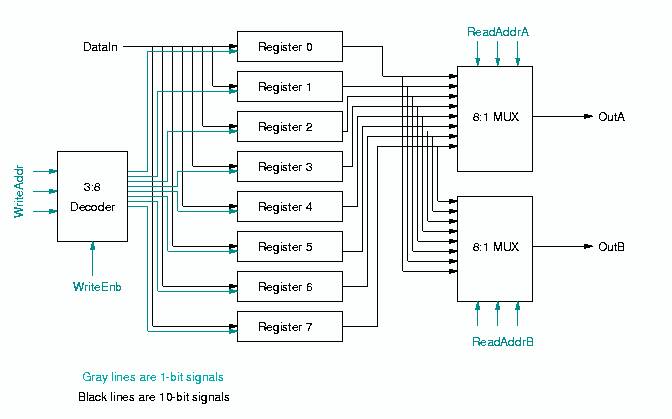 ReadAddrA
DataIn
Register 0
Register 1
Register 2
Register 3
Register 4
Register 5
Register 6
Register 7
8:1 MUX
OutA
3:8
Decoder
WriteAddr
WriteEnb
8:1 MUX
OutB
ReadAddrB
Gray lines are 1-bit signals
Black lines are 10-bit signals